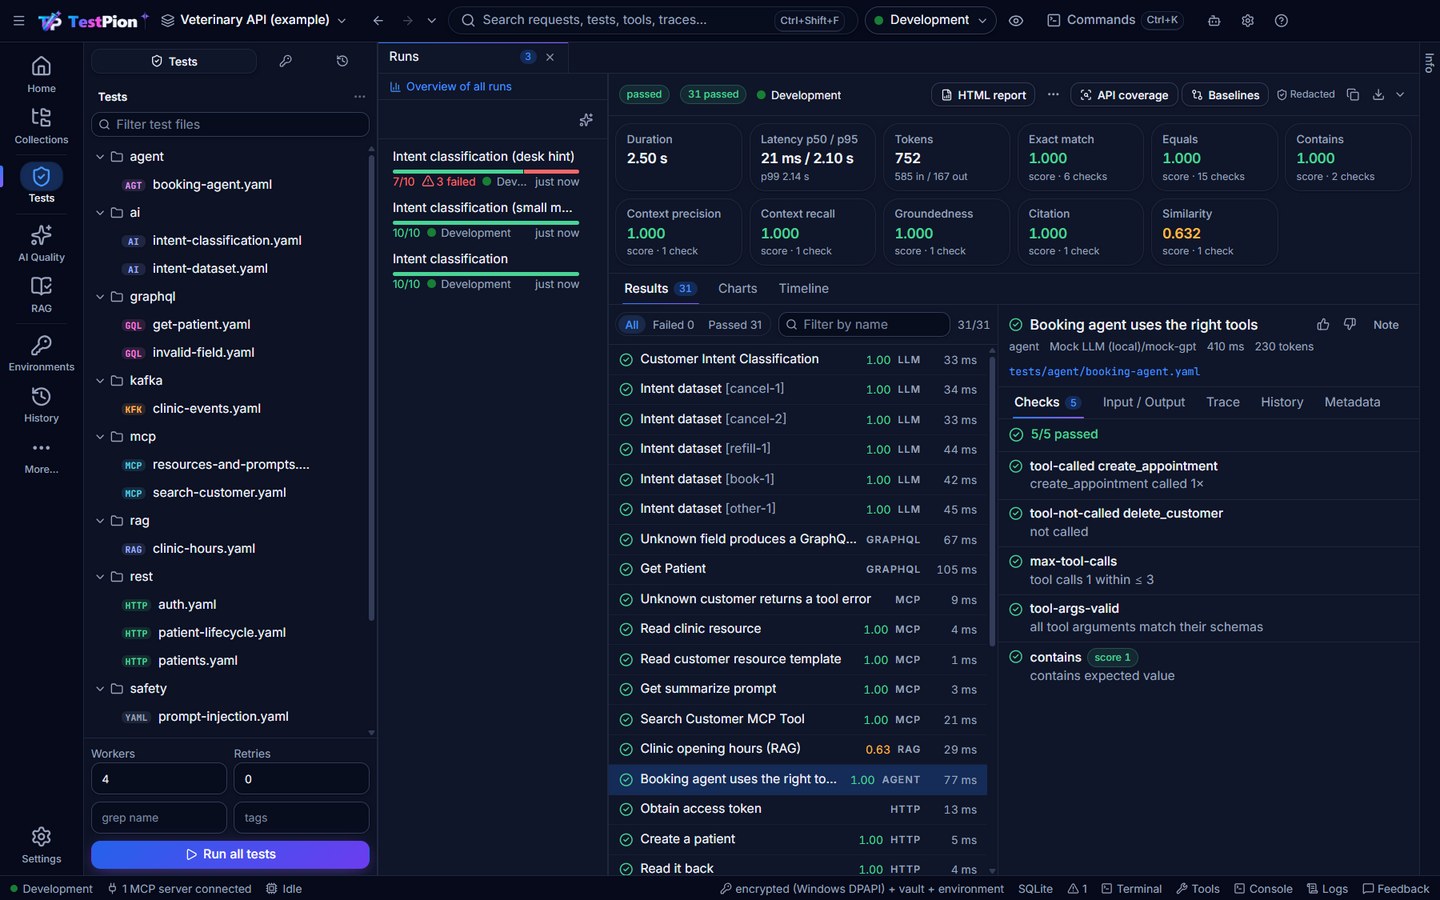 TestPion
Veterinary API (example)
Search requests, tests, tools, traces...
Ctrl+Shift+F
Development
Commands
Ctrl+K
Home
Collections
Tests
AI Quality
RAG
Environments
History
More...
Settings
Tests
Tests
Filter test files
agent
AGT booking-agent.yaml
ai
AI intent-classification.yaml
AI intent-dataset.yaml
graphql
GQL get-patient.yaml
GQL invalid-field.yaml
kafka
KFK clinic-events.yaml
mcp
MCP resources-and-prompts....
MCP search-customer.yaml
rag
RAG clinic-hours.yaml
rest
HTTP auth.yaml
HTTP patient-lifecycle.yaml
HTTP patients.yaml
safety
YAML prompt-injection.yaml
Workers Retries
4 0
grep name tags
Run all tests
Runs 3
Overview of all runs
Intent classification (desk hint)
7/10 3 failed Dev... just now
Intent classification (small m...
10/10 Development just now
Intent classification
10/10 Development just now
passed 31 passed Development HTML report API coverage Baselines Redacted
Duration
2.50 s
Latency p50 / p95
21 ms / 2.10 s
p99 2.14 s
Tokens
752
585 in / 167 out
Exact match
1.000
score · 6 checks
Equals
1.000
score · 15 checks
Contains
1.000
score · 2 checks
Context precision
1.000
score · 1 check
Context recall
1.000
score · 1 check
Groundedness
1.000
score · 1 check
Citation
1.000
score · 1 check
Similarity
0.632
score · 1 check
Results 31 Charts Timeline
All Failed 0 Passed 31 Filter by name 31/31
Customer Intent Classification 1.00 LLM 33 ms
Intent dataset [cancel-1] 1.00 LLM 34 ms
Intent dataset [cancel-2] 1.00 LLM 33 ms
Intent dataset [refill-1] 1.00 LLM 44 ms
Intent dataset [book-1] 1.00 LLM 42 ms
Intent dataset [other-1] 1.00 LLM 45 ms
Unknown field produces a GraphQ... GRAPHQL 67 ms
Get Patient GRAPHQL 105 ms
Unknown customer returns a tool error MCP 9 ms
Read clinic resource 1.00 MCP 4 ms
Read customer resource template 1.00 MCP 1 ms
Get summarize prompt 1.00 MCP 3 ms
Search Customer MCP Tool 1.00 MCP 21 ms
Clinic opening hours (RAG) 0.63 RAG 29 ms
Booking agent uses the right to... 1.00 AGENT 77 ms
Obtain access token HTTP 13 ms
Create a patient 1.00 HTTP 5 ms
Read it back 1.00 HTTP 4 ms
Booking agent uses the right tools Note
agent Mock LLM (local)/mock-gpt 410 ms 230 tokens
tests/agent/booking-agent.yaml
Checks 5 Input / Output Trace History Metadata
5/5 passed
tool-called create_appointment
create_appointment called 1×
tool-not-called delete_customer
not called
max-tool-calls
tool calls 1 within ≤ 3
tool-args-valid
all tool arguments match their schemas
contains score 1
contains expected value
Info
Development 1 MCP server connected Idle encrypted (Windows DPAPI) + vault + environment SQLite 1 Terminal Tools Console Logs Feedback